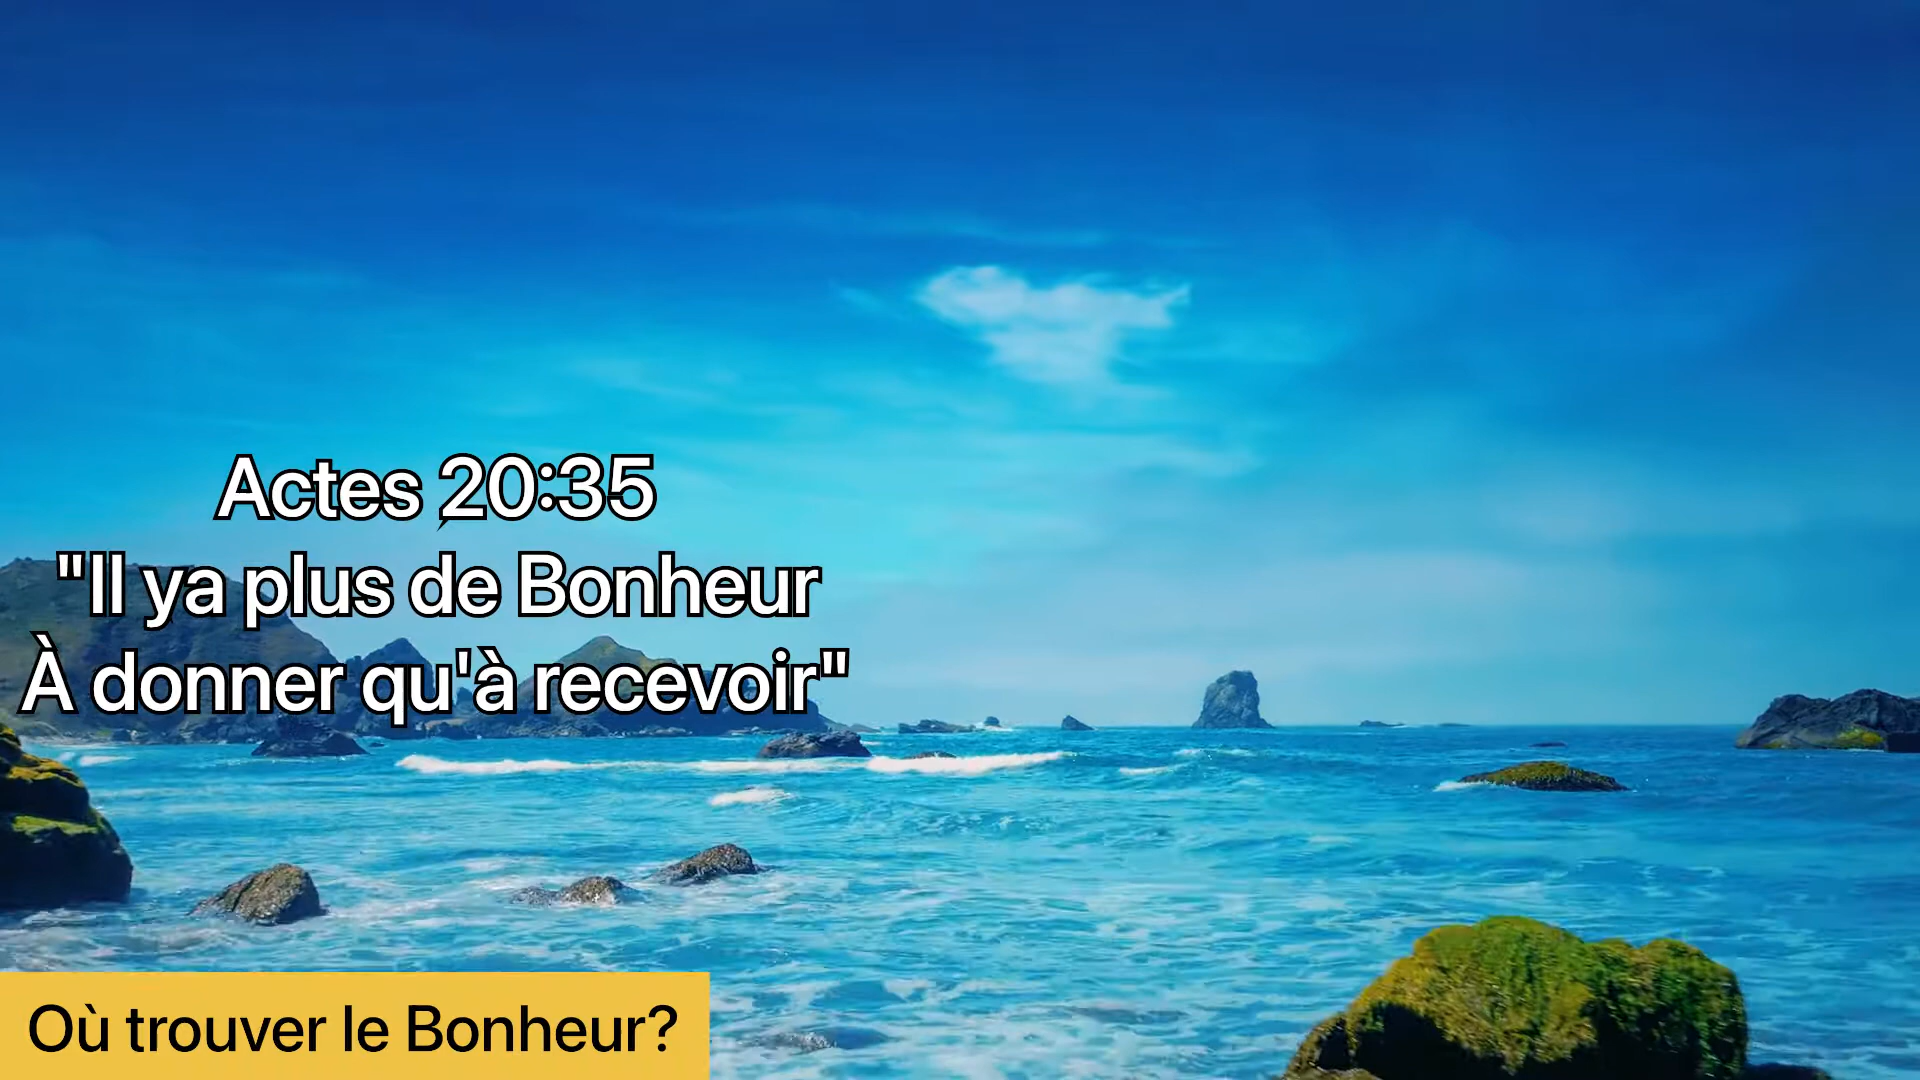 Actes 20:35
"Il ya plus de Bonheur
À donner qu'à recevoir"
Où trouver le Bonheur?